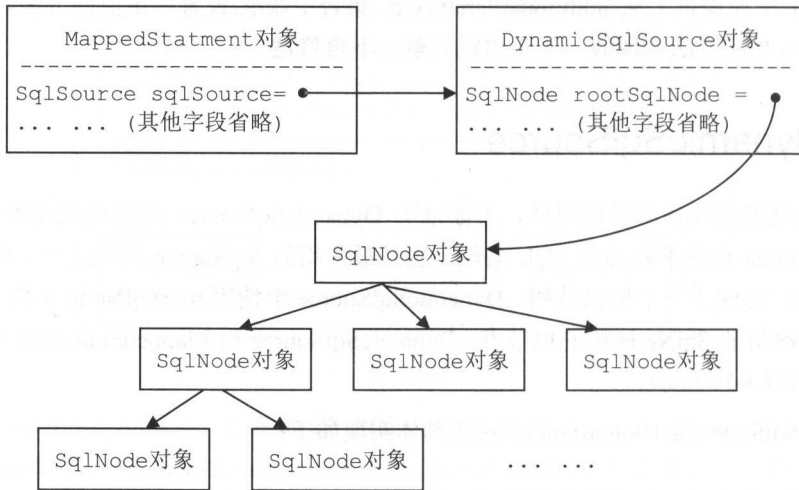 MappedStatment对象
SqlSource sqlSource=
... ... (其他字段省略)
DynamicSqlSource对象
SqlNode rootSqlNode =
... ... (其他字段省略)
SqlNode对象
SqlNode对象
SqlNode对象
SqlNode对象
SqlNode对象
SqlNode对象
... ...